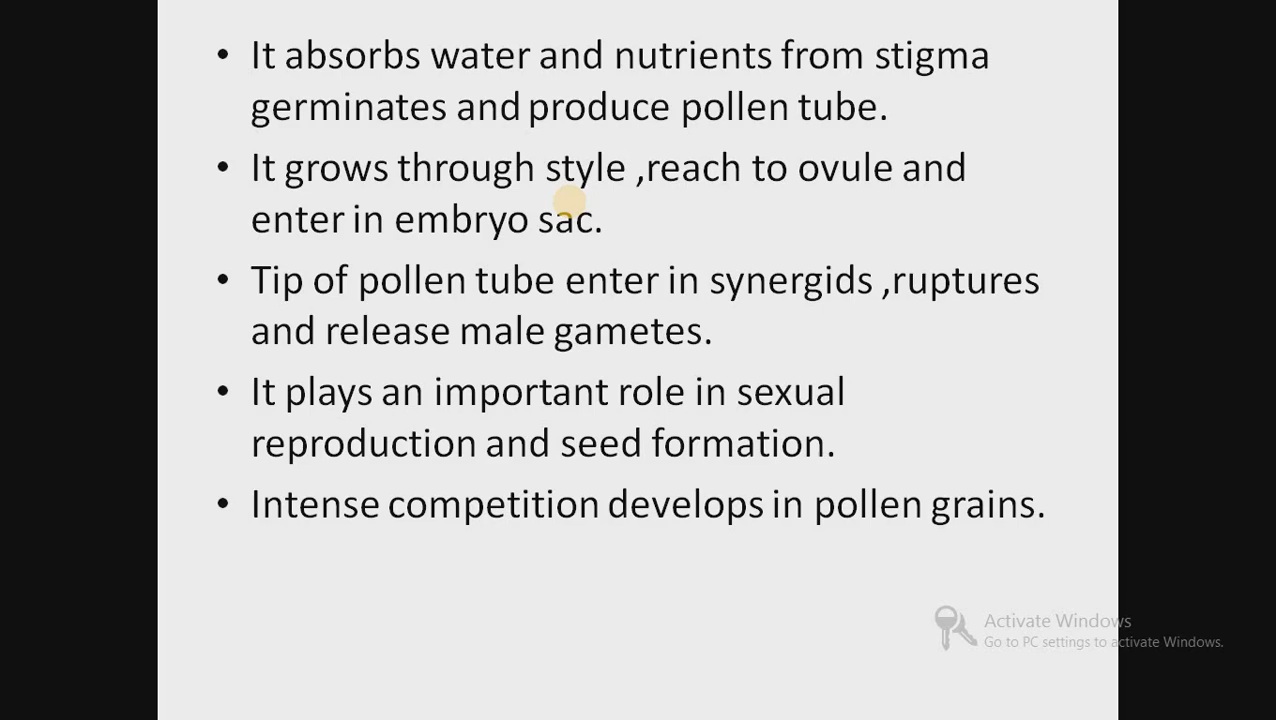 • It absorbs water and nutrients from stigma
germinates and produce pollen tube.
• It grows through style ,reach to ovule and
enter in embryo sac.
• Tip of pollen tube enter in synergids ,ruptures
and release male gametes.
• It plays an important role in sexual
reproduction and seed formation.
• Intense competition develops in pollen grains.
Activate Windows
Go to PC settings to activate Windows.